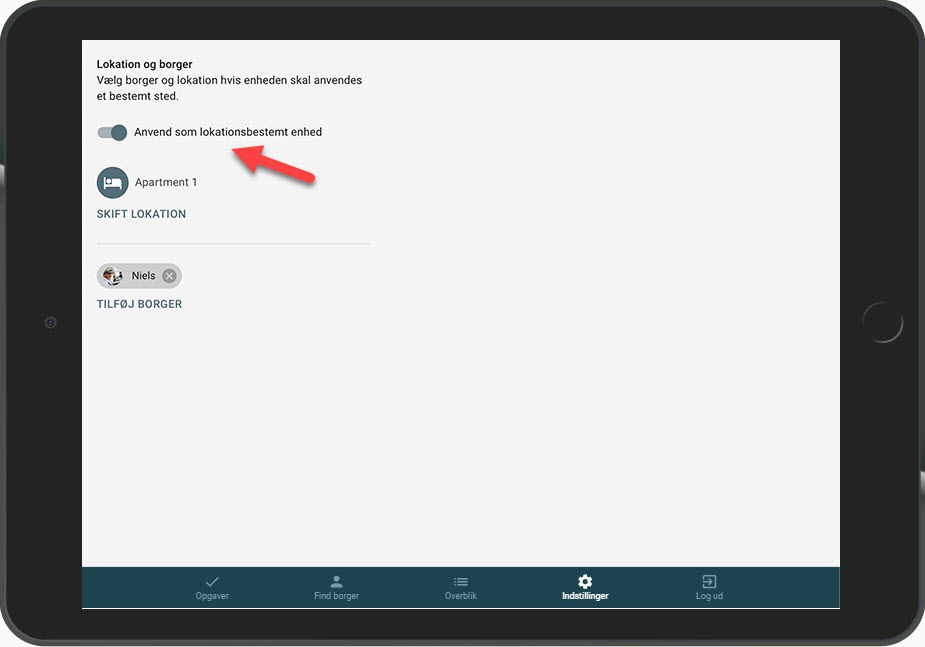 Lokation og borger
Vælg borger og lokation hvis enheden skal anvendes
et bestemt sted.
Anvend som lokationsbestemt enhed
Apartment 1
SKIFT LOKATION
Niels
TILFØJ BORGER
Opgaver
Find borger
Overblik
Indstillinger
Log ud